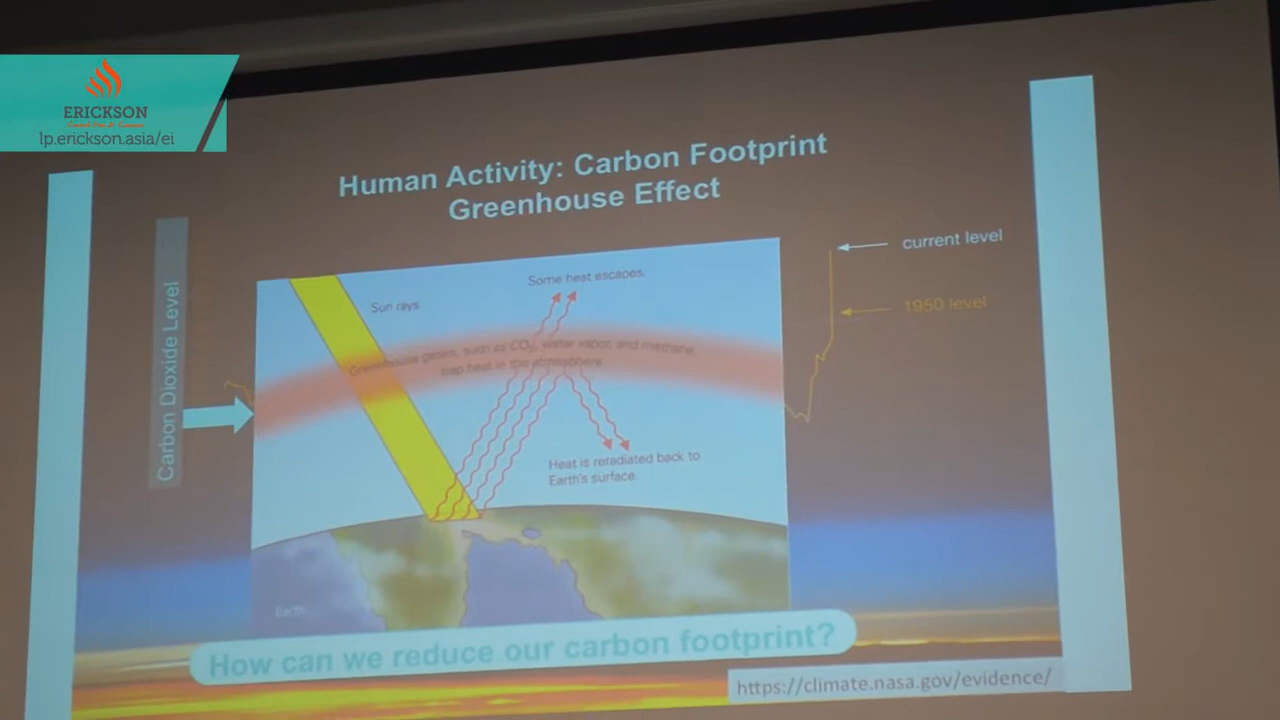 ERICKSON
lp.erickson.asia/ei
Human Activity: Carbon Footprint
Greenhouse Effect
Carbon Dioxide Level
Some heat escapes.
Sun rays
Greenhouse gases, such as CO₂, water vapor, and methane,
trap heat in the atmosphere.
Heat is reradiated back to
Earth's surface
Earth
current level
1950 level
How can we reduce our carbon footprint?
https://climate.nasa.gov/evidence/